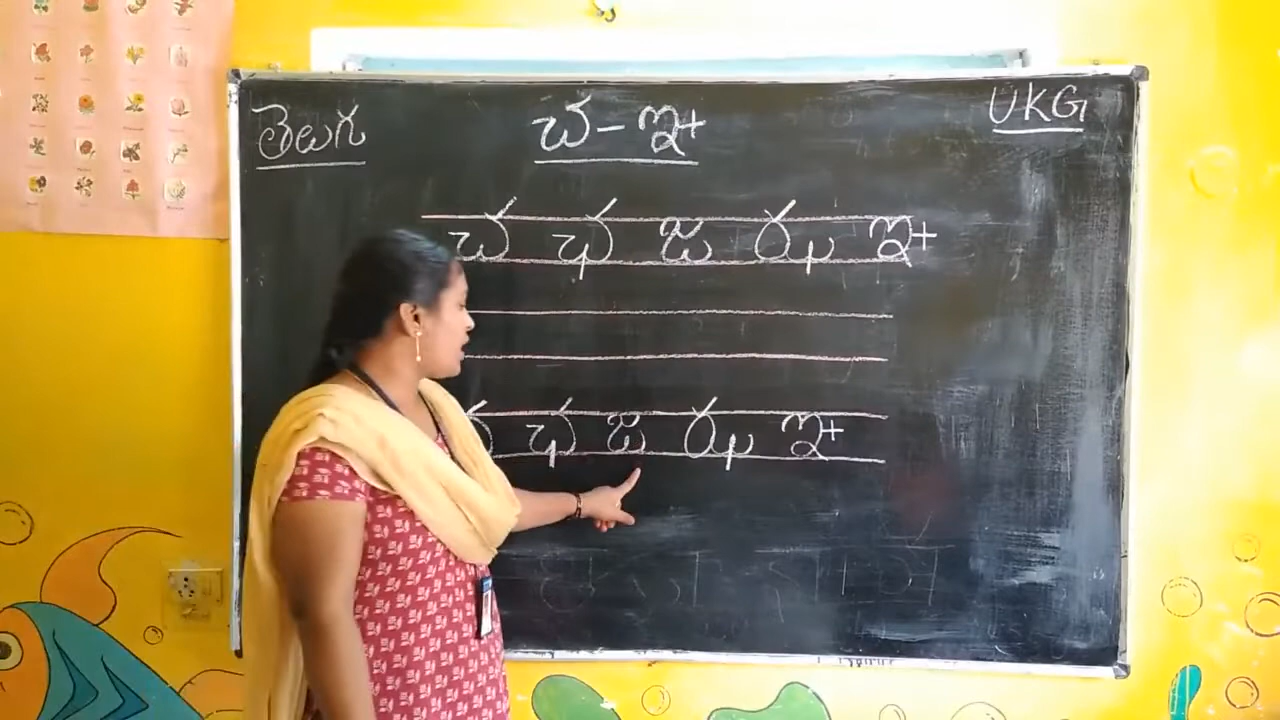 తెలుగు చ - ఞ UKG
చ ఛ జ ఝ ఞ
ఛ జ ఝ ఞ